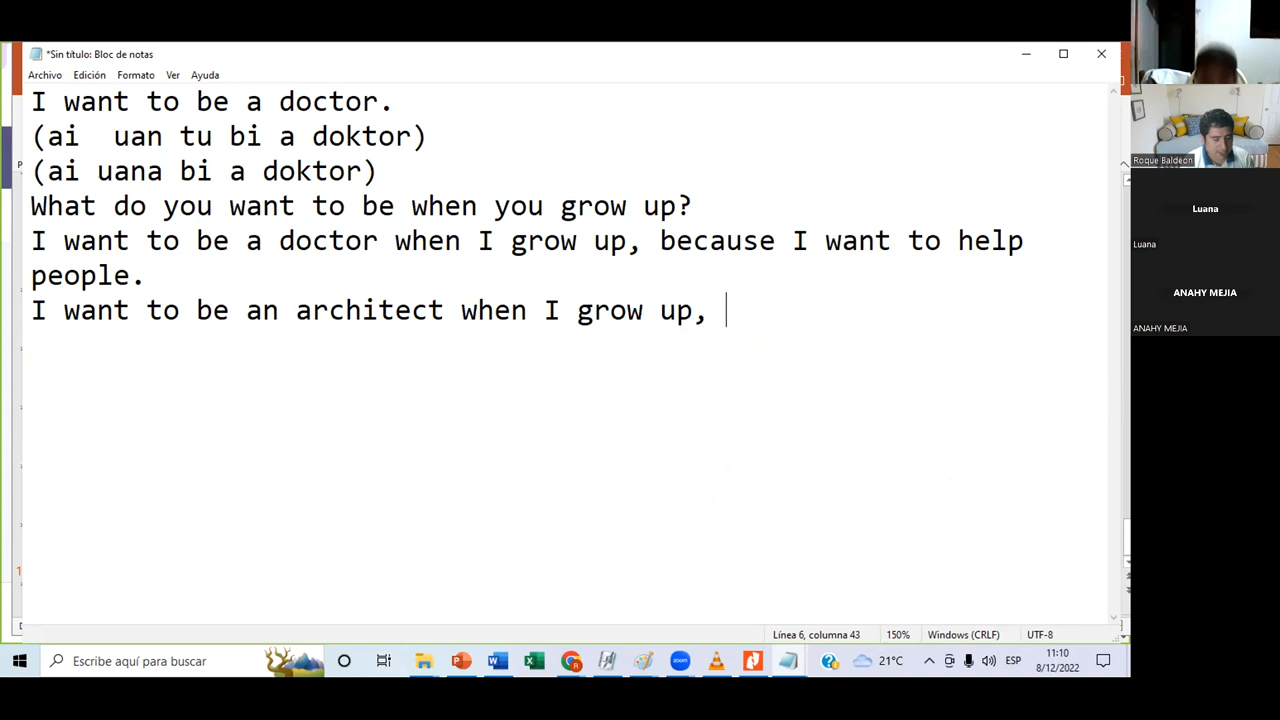 *Sin título: Bloc de notas
Archivo Edición Formato Ver Ayuda
I want to be a doctor.
(ai  uan tu bi a doktor)
(ai uana bi a doktor)
What do you want to be when you grow up?
I want to be a doctor when I grow up, because I want to help
people.
I want to be an architect when I grow up,
Línea 6, columna 43 150% Windows (CRLF) UTF-8
Escribe aquí para buscar
21°C ESP 11:10
8/12/2022
Roque Baldeon
Luana
Luana
ANAHY MEJIA
ANAHY MEJIA